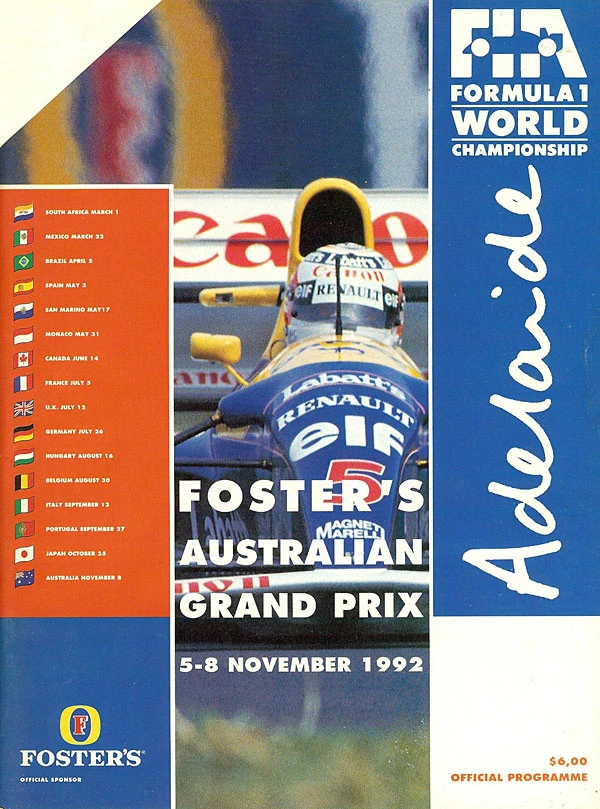 FIA
FORMULA 1
WORLD
CHAMPIONSHIP
Adelaide
SOUTH AFRICA MARCH 1
MEXICO MARCH 22
BRAZIL APRIL 5
SPAIN MAY 3
SAN MARINO MAY17
MONACO MAY 31
CANADA JUNE 14
FRANCE JULY 5
U.K. JULY 12
GERMANY JULY 26
HUNGARY AUGUST 16
BELGIUM AUGUST 30
ITALY SEPTEMBER 13
PORTUGAL SEPTEMBER 27
JAPAN OCTOBER 25
AUSTRALIA NOVEMBER 8
Labatt's
Canon
elf RENAULT elf
Labatt's
RENAULT
elf
5
MAGNETI
MARELLI
FOSTER'S
AUSTRALIAN
GRAND PRIX
5-8 NOVEMBER 1992
F
FOSTER'S
OFFICIAL SPONSOR
$6,00
OFFICIAL PROGRAMME